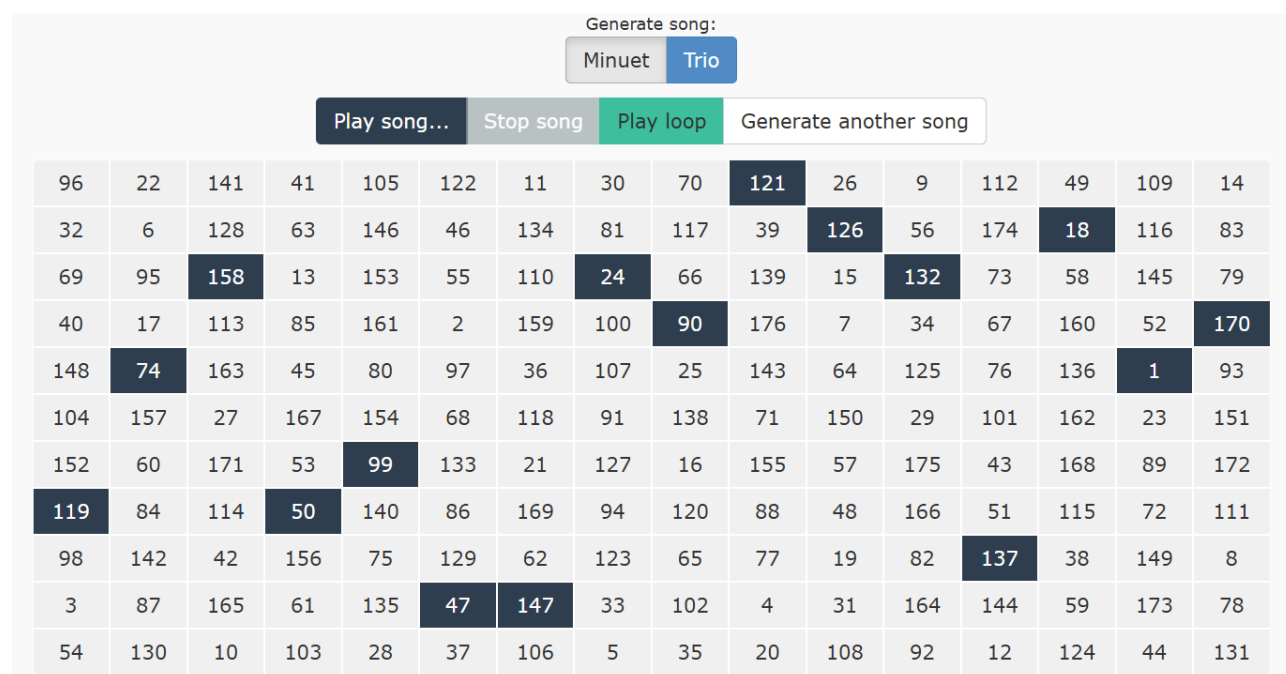 Generate song:
Minuet Trio
Play song... Stop song Play loop Generate another song
96 22 141 41 105 122 11 30 70 121 26 9 112 49 109 14
32 6 128 63 146 46 134 81 117 39 126 56 174 18 116 83
69 95 158 13 153 55 110 24 66 139 15 132 73 58 145 79
40 17 113 85 161 2 159 100 90 176 7 34 67 160 52 170
148 74 163 45 80 97 36 107 25 143 64 125 76 136 1 93
104 157 27 167 154 68 118 91 138 71 150 29 101 162 23 151
152 60 171 53 99 133 21 127 16 155 57 175 43 168 89 172
119 84 114 50 140 86 169 94 120 88 48 166 51 115 72 111
98 142 42 156 75 129 62 123 65 77 19 82 137 38 149 8
3 87 165 61 135 47 147 33 102 4 31 164 144 59 173 78
54 130 10 103 28 37 106 5 35 20 108 92 12 124 44 131